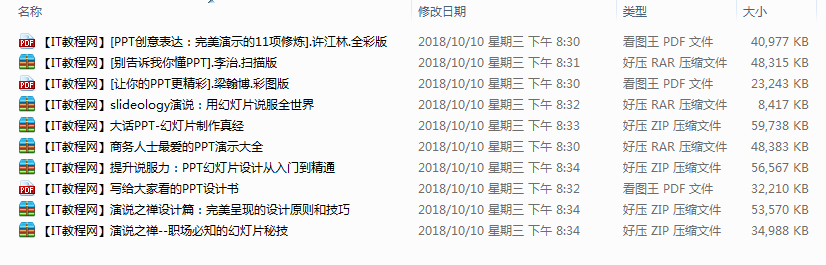 名称 修改日期 类型 大小
【IT教程网】[PPT创意表达：完美演示的11项修炼].许江林.全彩版 2018/10/10 星期三 下午 8:30 看图王 PDF 文件 40,977 KB
【IT教程网】[别告诉我你懂PPT].李治.扫描版 2018/10/10 星期三 下午 8:31 好压 RAR 压缩文件 48,315 KB
【IT教程网】[让你的PPT更精彩].梁翰博.彩图版 2018/10/10 星期三 下午 8:30 看图王 PDF 文件 23,243 KB
【IT教程网】slideology演说：用幻灯片说服全世界 2018/10/10 星期三 下午 8:32 好压 RAR 压缩文件 8,417 KB
【IT教程网】大话PPT-幻灯片制作真经 2018/10/10 星期三 下午 8:33 好压 ZIP 压缩文件 59,738 KB
【IT教程网】商务人士最爱的PPT演示大全 2018/10/10 星期三 下午 8:30 好压 RAR 压缩文件 48,383 KB
【IT教程网】提升说服力：PPT幻灯片设计从入门到精通 2018/10/10 星期三 下午 8:34 好压 ZIP 压缩文件 56,567 KB
【IT教程网】写给大家看的PPT设计书 2018/10/10 星期三 下午 8:32 看图王 PDF 文件 32,210 KB
【IT教程网】演说之禅设计篇：完美呈现的设计原则和技巧 2018/10/10 星期三 下午 8:34 好压 ZIP 压缩文件 53,570 KB
【IT教程网】演说之禅--职场必知的幻灯片秘技 2018/10/10 星期三 下午 8:34 好压 ZIP 压缩文件 34,988 KB